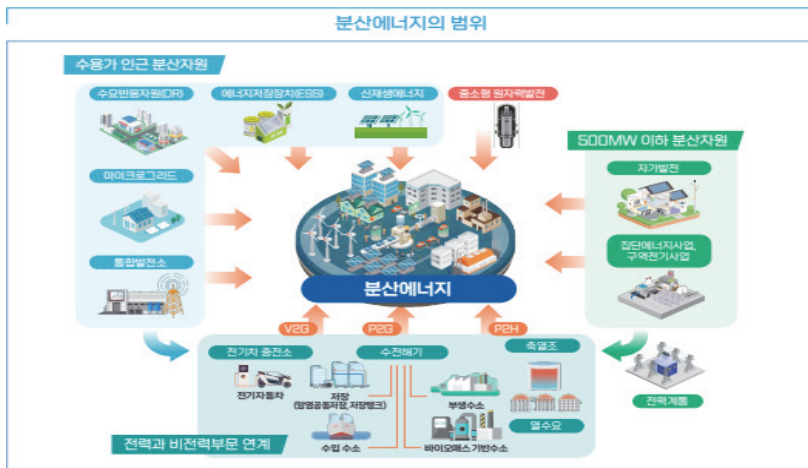 분산에너지의 범위
수용가 인근 분산자원
수요반응자원(DR)
에너지저장장치(ESS)
신재생에너지
중소형 원자력발전
500MW 이하 분산자원
마이크로그리드
자가발전
통합발전소
집단에너지사업,
구역전기사업
분산에너지
V2G
P2G
P2H
전기차 충전소
수전해기
축열조
전기자동차
저장
(암염공동저장, 저장탱크)
부생수소
전력계통
수입 수소
바이오매스 기반수소
열수요
전력과 비전력부문 연계